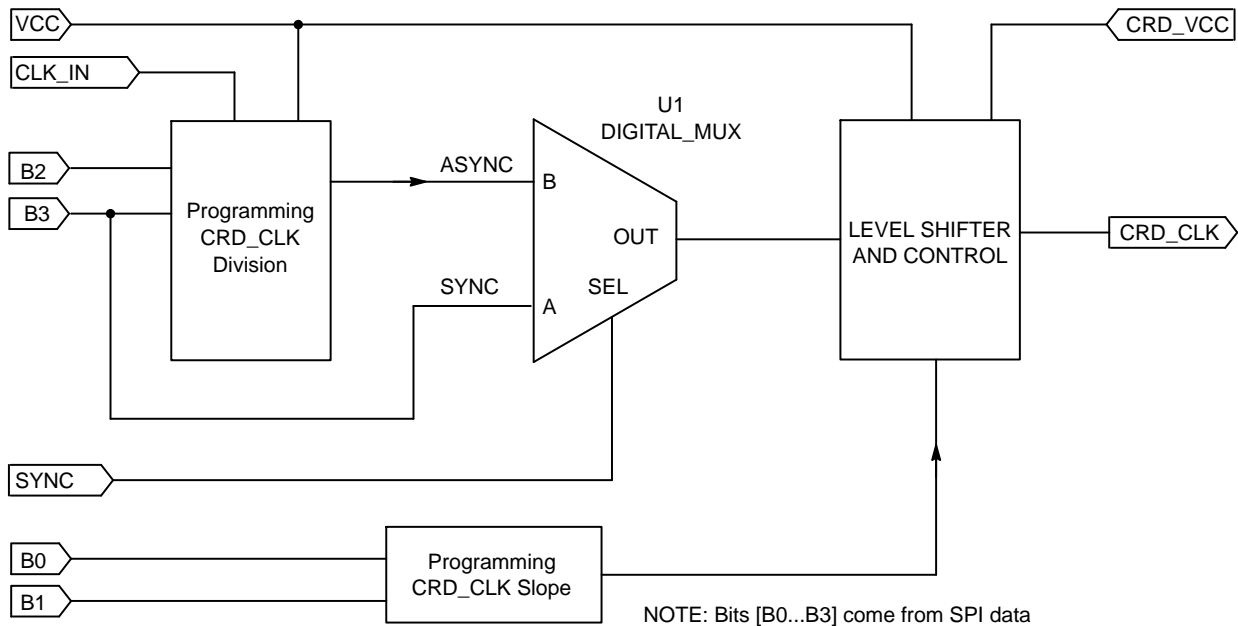 VCC
CRD_VCC
CLK_IN
U1
DIGITAL_MUX
B2
ASYNC
B
B3
Programming
CRD_CLK
Division
OUT
LEVEL SHIFTER
AND CONTROL
CRD_CLK
SYNC
A
SEL
SYNC
B0
B1
Programming
CRD_CLK Slope
NOTE: Bits [B0...B3] come from SPI data